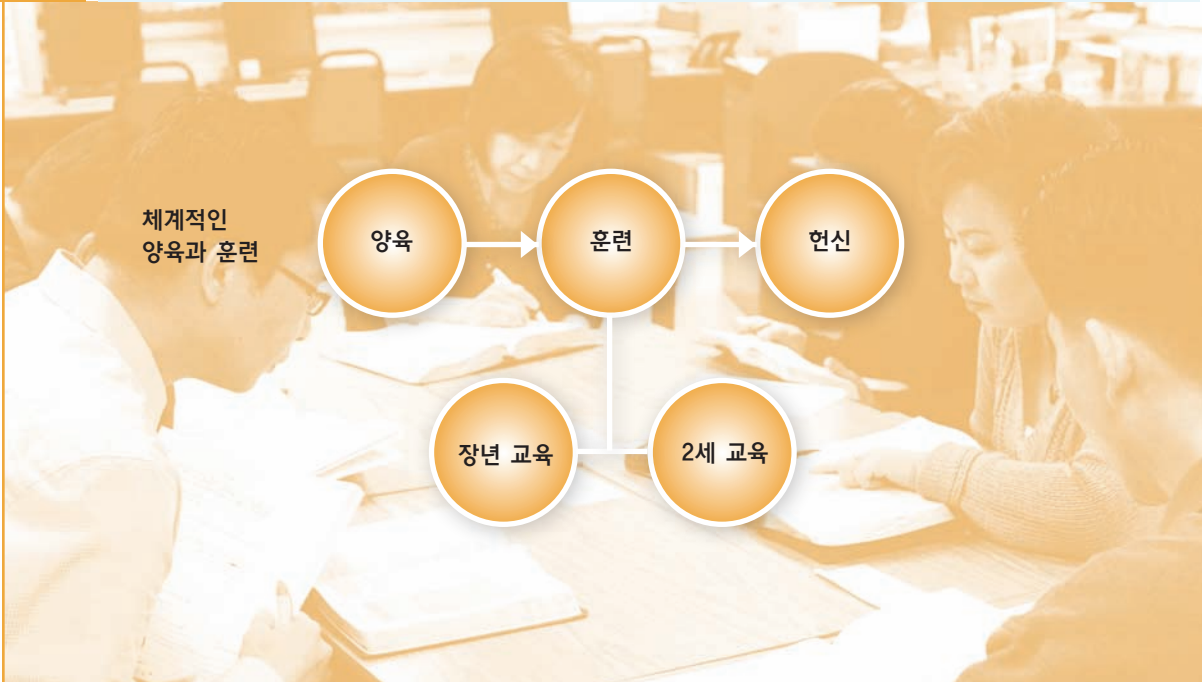 체계적인
양육과 훈련
양육
훈련
헌신
장년 교육
2세 교육